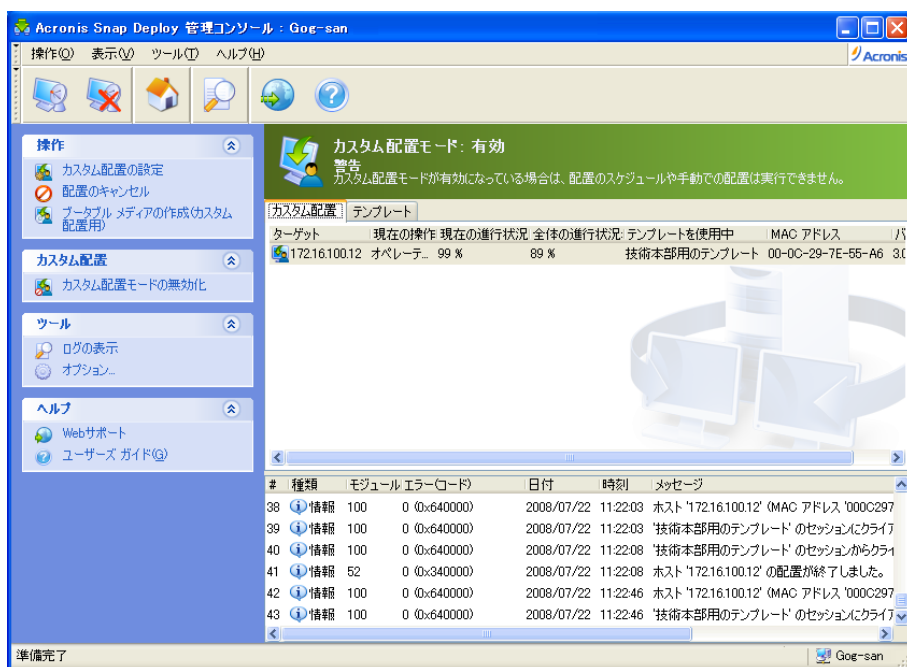 Acronis Snap Deploy 管理コンソール : Gog-san
操作(O) 表示(V) ツール(T) ヘルプ(H)
Acronis
操作
カスタム配置の設定
配置のキャンセル
ブータブル メディアの作成(カスタム
配置用)
カスタム配置
カスタム配置モードの無効化
ツール
ログの表示
オプション...
ヘルプ
Webサポート
ユーザーズ ガイド(G)
カスタム配置モード: 有効
警告
カスタム配置モードが有効になっている場合は、配置のスケジュールや手動での配置は実行できません。
カスタム配置 テンプレート
ターゲット 現在の操作 現在の進行状況 全体の進行状況 テンプレートを使用中 MAC アドレス バ
172.16.100.12 オペレーテ... 99 % 89 % 技術本部用のテンプレート 00-0C-29-7E-55-A6 3.0
# 種類 モジュール エラー(コード) 日付 時刻 メッセージ
38 情報 100 0 (0x640000) 2008/07/22 11:22:03 ホスト '172.16.100.12' (MAC アドレス '000C297
39 情報 100 0 (0x640000) 2008/07/22 11:22:03 '技術本部用のテンプレート' のセッションにクライア
40 情報 100 0 (0x640000) 2008/07/22 11:22:08 '技術本部用のテンプレート' のセッションからクライ
41 情報 52 0 (0x340000) 2008/07/22 11:22:08 ホスト '172.16.100.12' の配置が終了しました。
42 情報 100 0 (0x640000) 2008/07/22 11:22:46 ホスト '172.16.100.12' (MAC アドレス '000C297
43 情報 100 0 (0x640000) 2008/07/22 11:22:46 '技術本部用のテンプレート' のセッションにクライア
準備完了 Gog-san